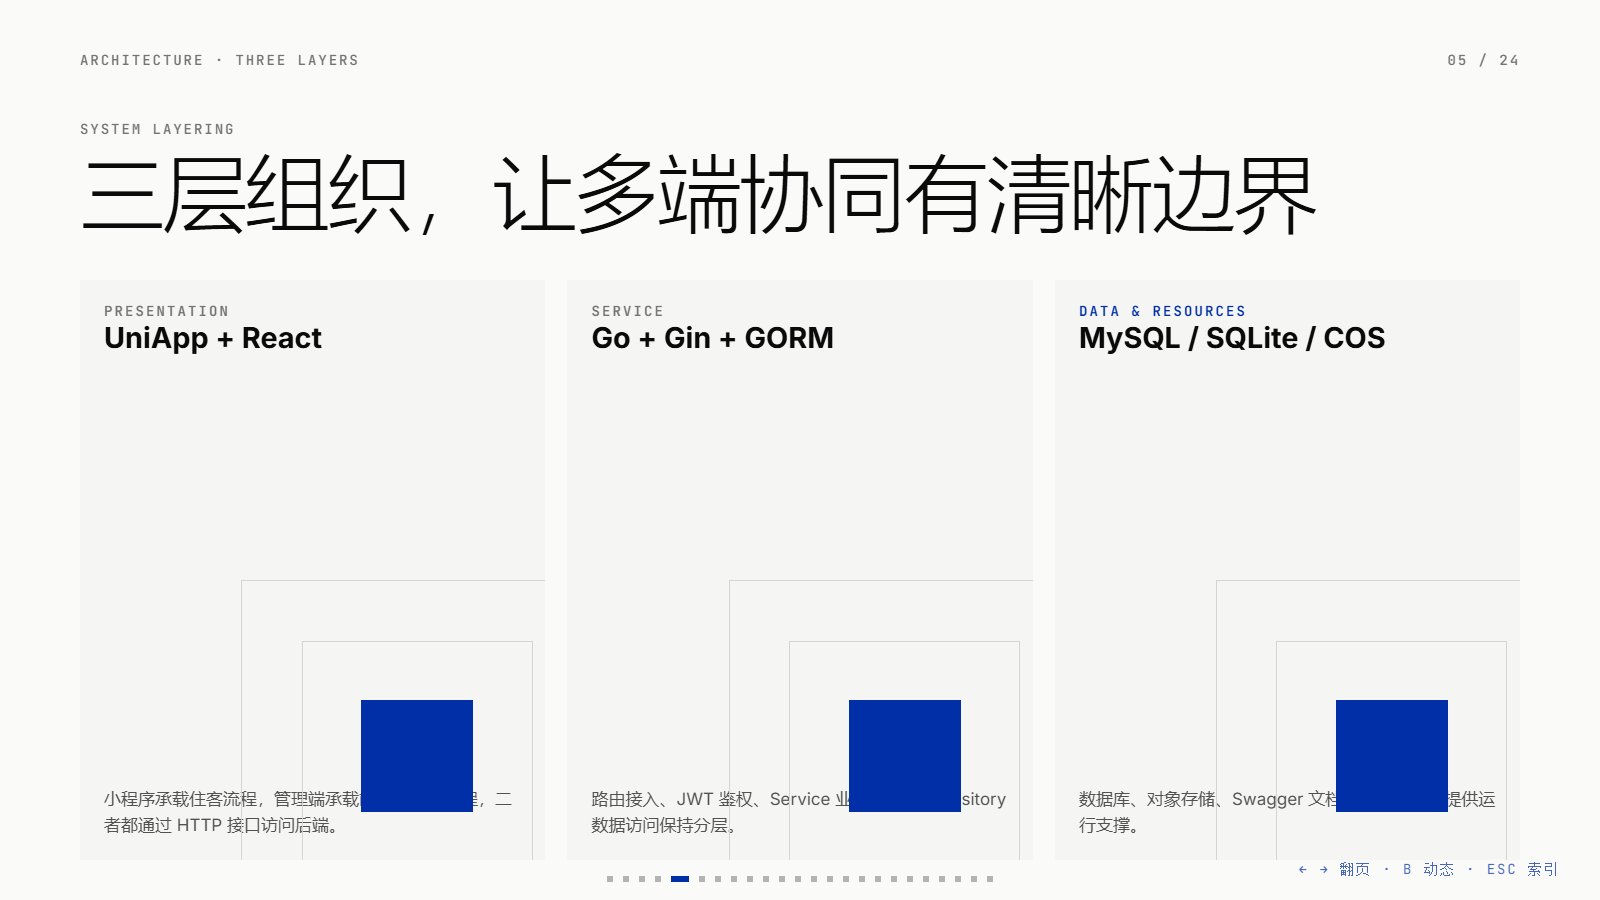 ARCHITECTURE · THREE LAYERS
05 / 24
SYSTEM LAYERING
三层组织，让多端协同有清晰边界
PRESENTATION
UniApp + React
小程序承载住客流程，管理端承载 ，二
者都通过 HTTP 接口访问后端。
SERVICE
Go + Gin + GORM
路由接入、JWT 鉴权、Service 业 sitory
数据访问保持分层。
DATA & RESOURCES
MySQL / SQLite / COS
数据库、对象存储、Swagger 文档 提供运
行支撑。
← → 翻页 · B 动态 · ESC 索引